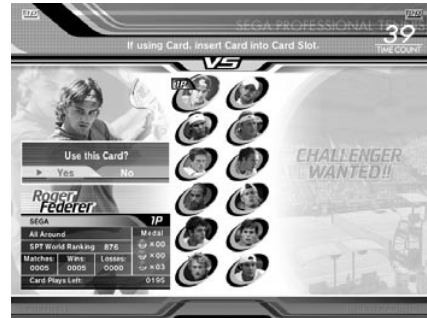 SEGA PROFESSIONAL TENNIS
39
If using Card, insert Card into Card Slot.
TIME COUNT
VS
1P
Use this Card?
Yes No
CHALLENGER
WANTED!!
Roger
Federer
SEGA 1P
All Around Medal
SPT World Ranking 876 ×00
Matches: Wins: Losses: ×00
0005 0005 0000 ×03
Card Plays Left: 0195